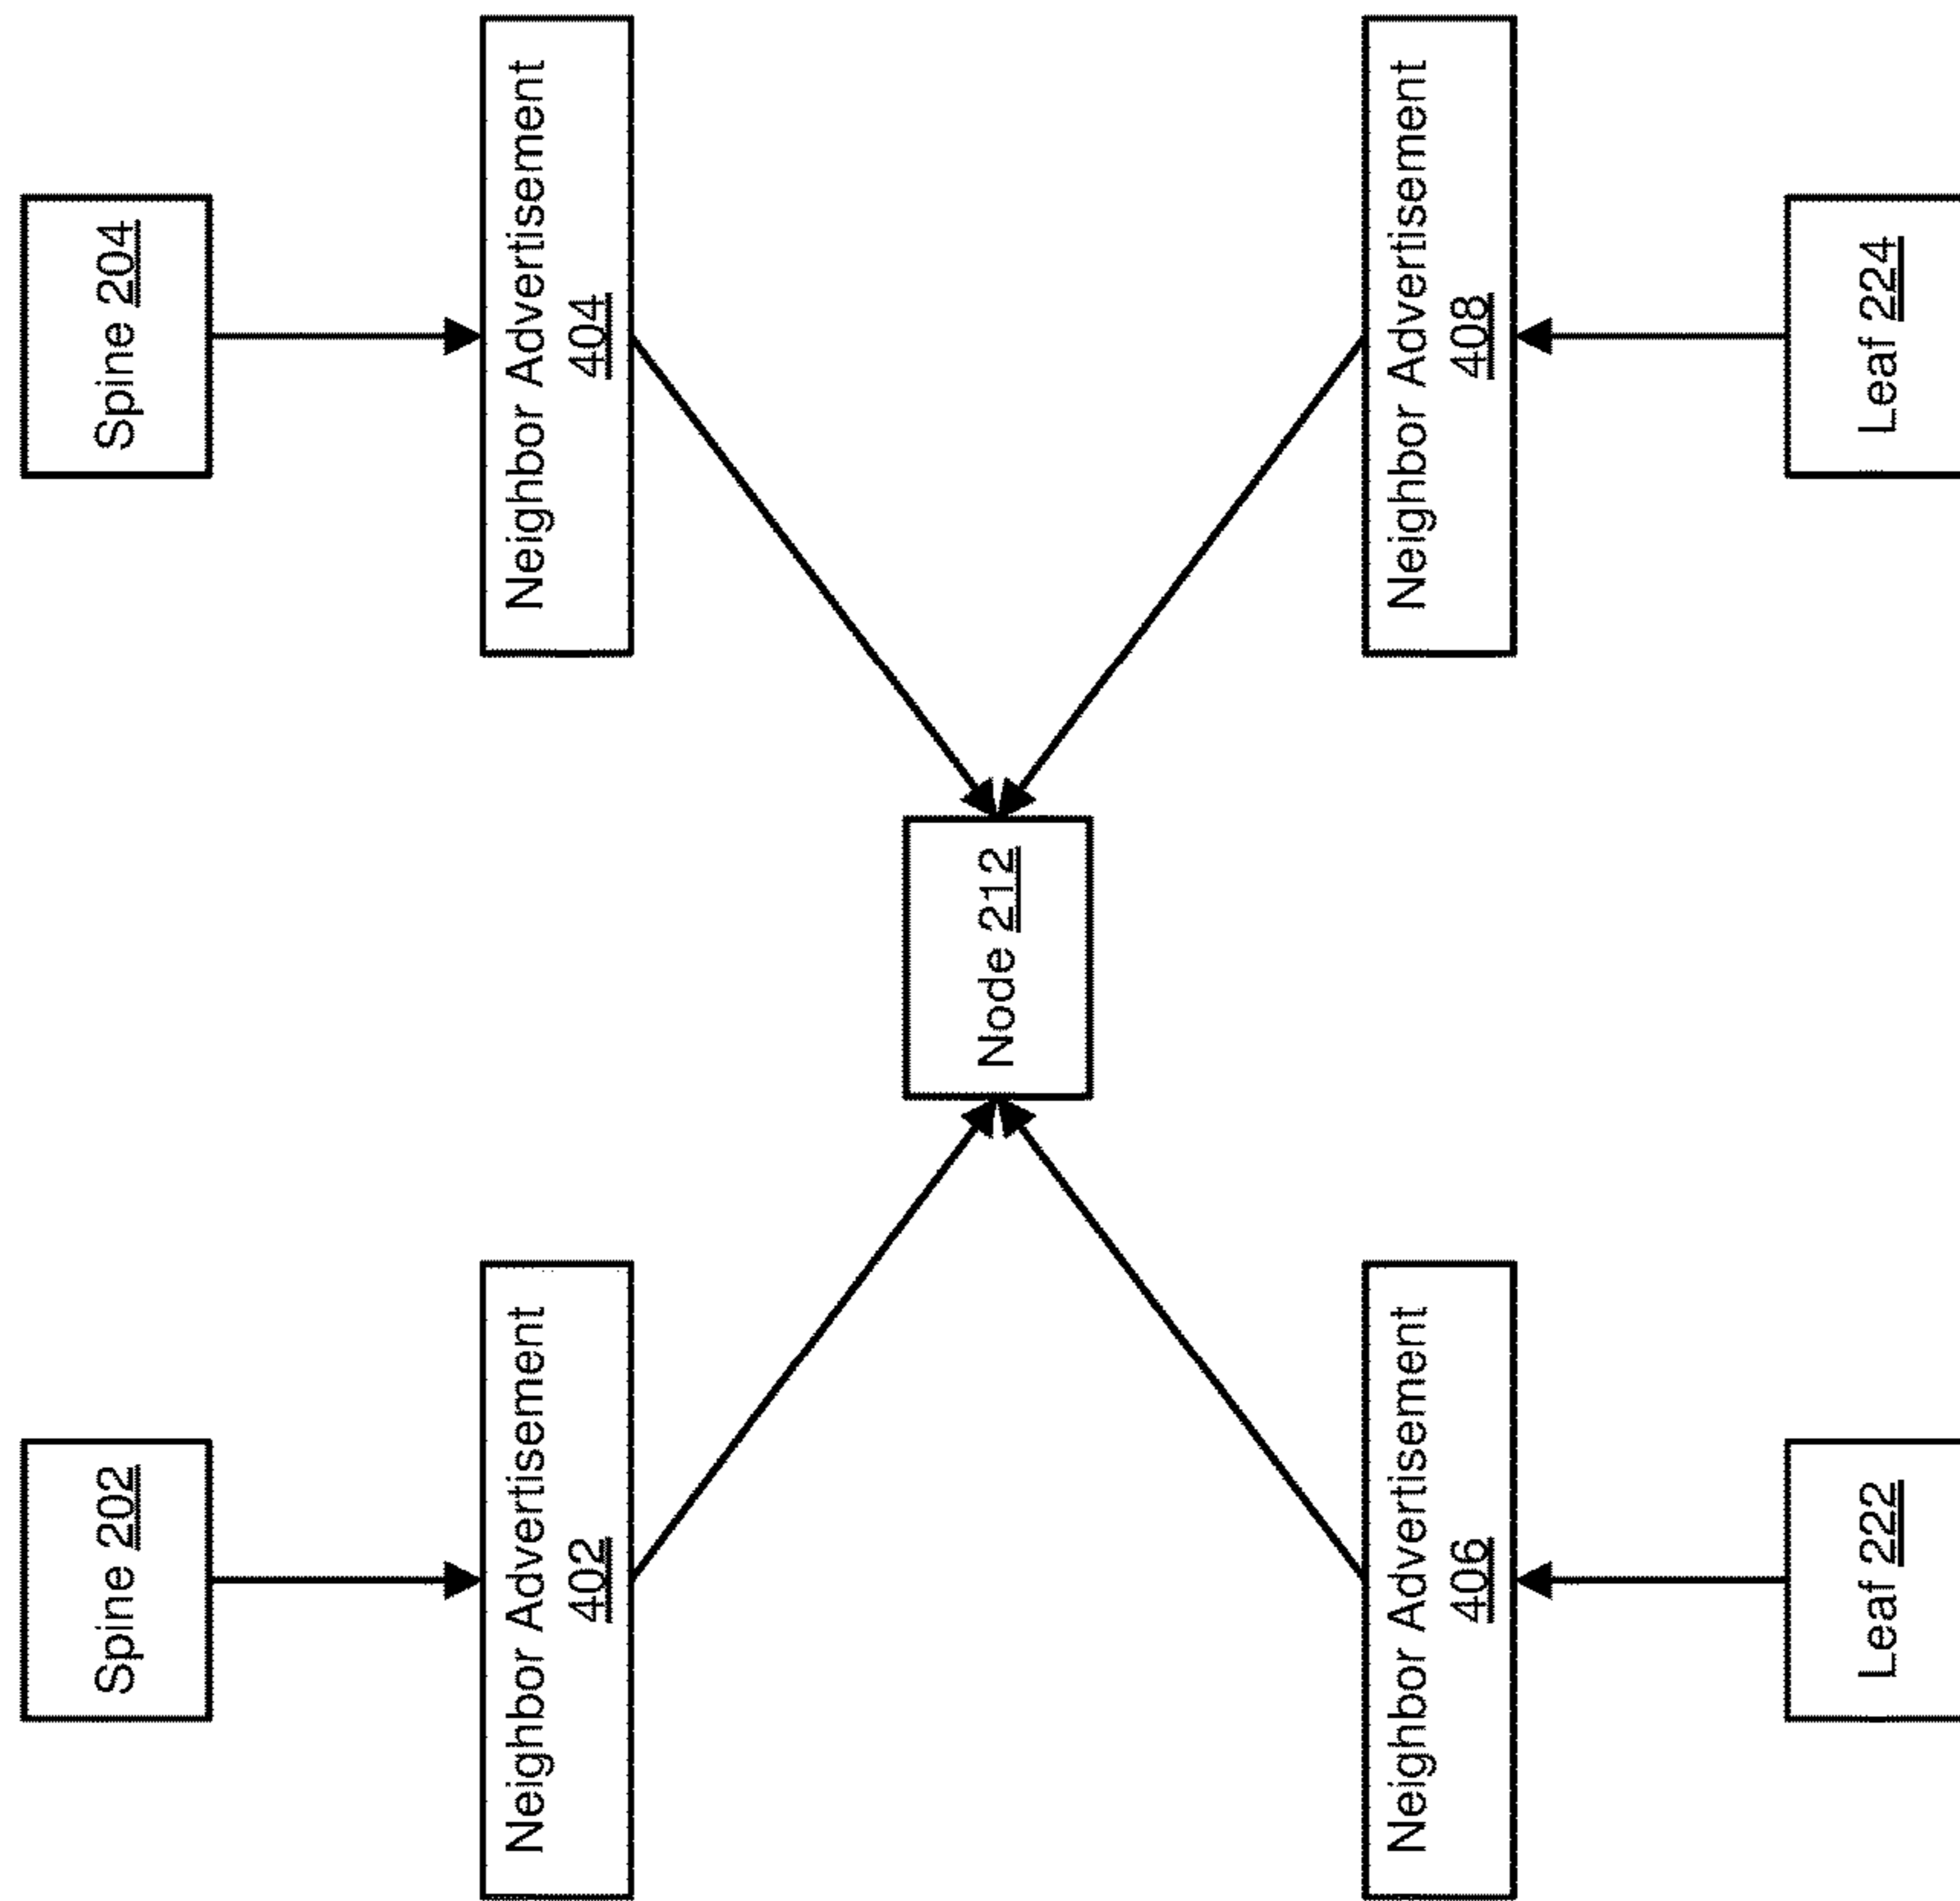 Spine 202
Spine 204
Neighbor Advertisement
402
Neighbor Advertisement
404
Node 212
Neighbor Advertisement
406
Neighbor Advertisement
408
Leaf 222
Leaf 224